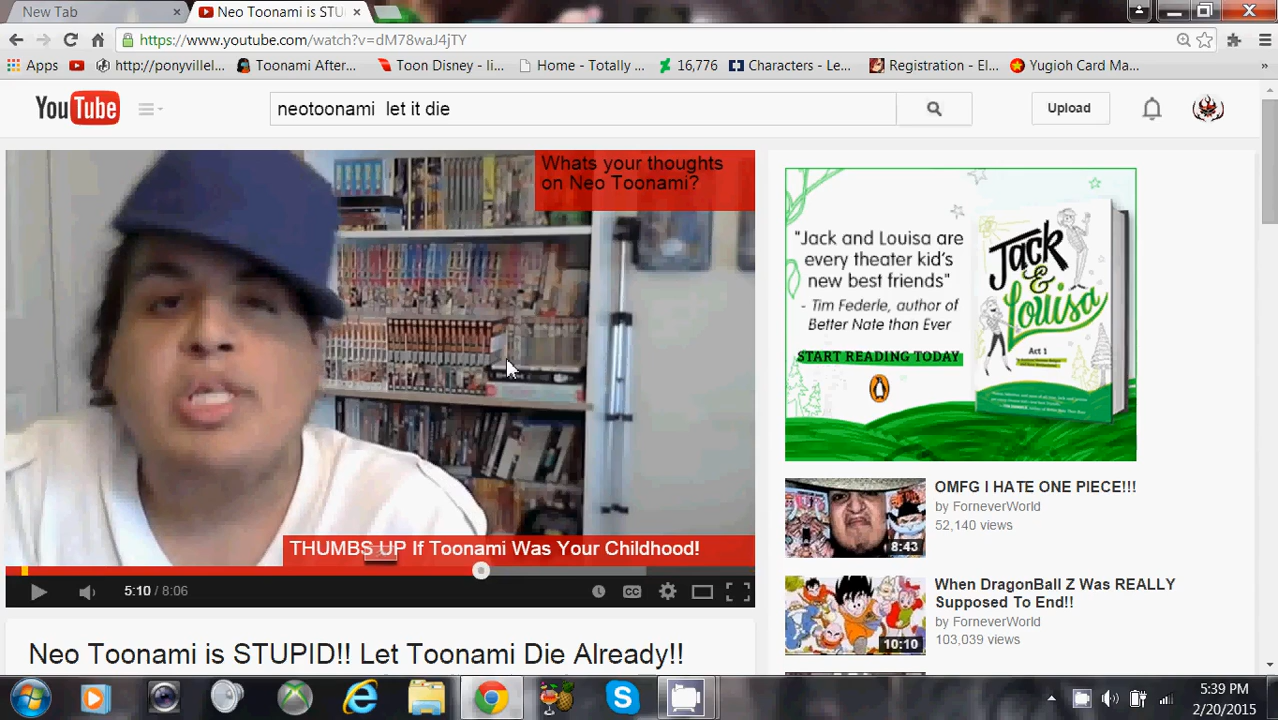 New Tab
Neo Toonami is STU
https://www.youtube.com/watch?v=dM78waJ4jTY
Apps
http://ponyvillel...
Toonami After...
Toon Disney - li...
Home - Totally ...
16,776
Characters - Le...
Registration - El...
Yugioh Card Ma...
»
YouTube
neotoonami let it die
Upload
Whats your thoughts
on Neo Toonami?
THUMBS UP If Toonami Was Your Childhood!
5:10 / 8:06
CC
Neo Toonami is STUPID!! Let Toonami Die Already!!
"Jack and Louisa are
every theater kid's
new best friends"
- Tim Federle, author of
Better Nate than Ever
START READING TODAY
Jack
&
Louisa
Act 1
OMFG I HATE ONE PIECE!!!
by ForneverWorld
52,140 views
8:43
When DragonBall Z Was REALLY
Supposed To End!!
by ForneverWorld
103,039 views
10:10
5:39 PM
2/20/2015